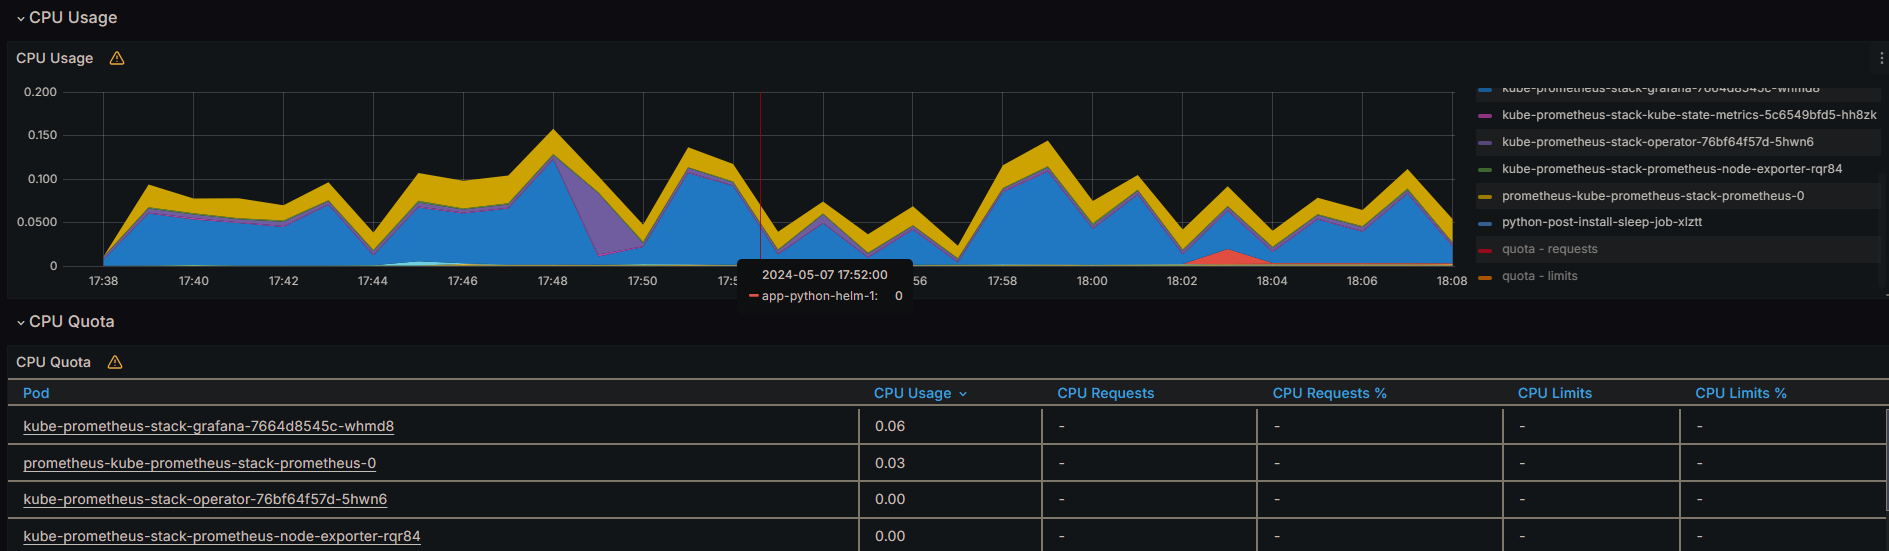 CPU Usage
CPU Usage
0.200
0.150
0.100
0.0500
0
17:38 17:40 17:42 17:44 17:46 17:48 17:50 17:5 56 17:58 18:00 18:02 18:04 18:06 18:08
2024-05-07 17:52:00
app-python-helm-1: 0
kube-prometheus-stack-grafana-7664d8545c-whmd8
kube-prometheus-stack-kube-state-metrics-5c6549bfd5-hh8zk
kube-prometheus-stack-operator-76bf64f57d-5hwn6
kube-prometheus-stack-prometheus-node-exporter-rqr84
prometheus-kube-prometheus-stack-prometheus-0
python-post-install-sleep-job-xlztt
quota - requests
quota - limits
CPU Quota
CPU Quota
Pod CPU Usage CPU Requests CPU Requests % CPU Limits CPU Limits %
kube-prometheus-stack-grafana-7664d8545c-whmd8 0.06 - - - -
prometheus-kube-prometheus-stack-prometheus-0 0.03 - - - -
kube-prometheus-stack-operator-76bf64f57d-5hwn6 0.00 - - - -
kube-prometheus-stack-prometheus-node-exporter-rqr84 0.00 - - - -